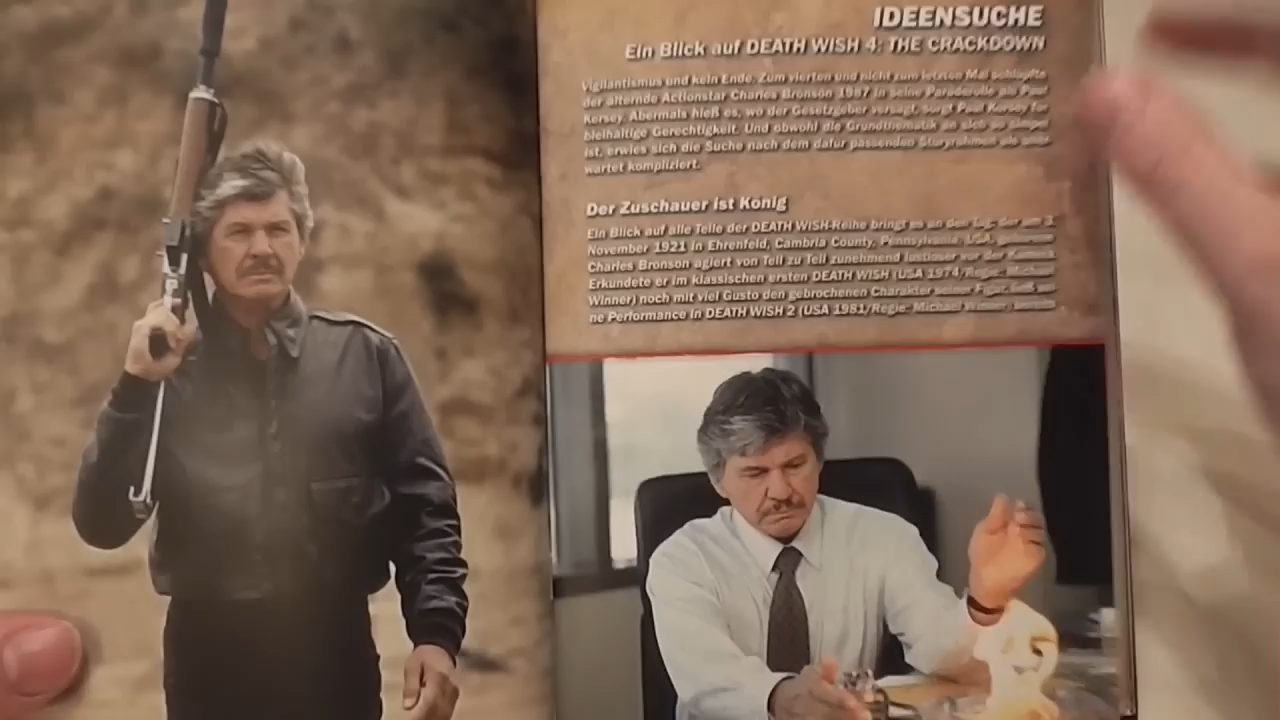 IDEENSUCHE
Ein Blick auf DEATH WISH 4: THE CRACKDOWN
Vigilantismus und kein Ende: Zum vierten und nicht zum letzten Mal schlüpfte
der alternde Actionstar Charles Bronson 1987 in seine Paraderolle als Paul
Kersey. Abermals hieß es, wo der Gesetzgeber versagt, sorgt Paul Kersey für
bleihaltige Gerechtigkeit. Und obwohl die Grundthematik an sich so simpel
ist, erwies sich die Suche nach dem dafür passenden Storyrahmen als uner
wartet kompliziert.
Der Zuschauer ist König
Ein Blick auf alle Teile der DEATH WISH-Reihe bringt es an den Tag: der am 3.
November 1921 in Ehrenfeld, Cambria County, Pennsylvania, USA, geborene
Charles Bronson agiert von Teil zu Teil zunehmend lustloser vor der Kamera.
Erkundete er im klassischen ersten DEATH WISH (USA 1974/Regie: Michael
Winner) noch mit viel Gusto den gebrochenen Charakter seiner Figur, ließ
ne Performance in DEATH WISH 2 (USA 1981/Regie: Michael Winner)